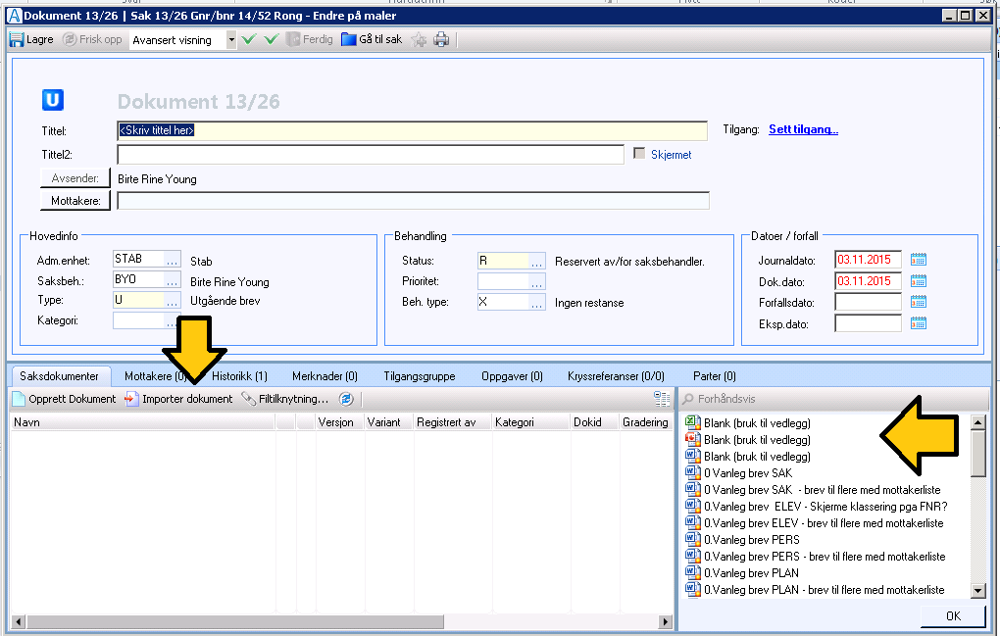 Dokument 13/26 | Sak 13/26 Gnr/bnr 14/52 Rong - Endre på maler
Lagre Frisk opp Avansert visning Ferdig Gå til sak
U
Dokument 13/26
Tittel: <Skriv tittel her> Tilgang: Sett tilgang...
Tittel2: Skjermet
Avsender: Birte Rine Young
Mottakere:
Hovedinfo Behandling Datoer / forfall
Adm.enhet: STAB ... Stab Status: R ... Reservert av/for saksbehandler. Journaldato: 03.11.2015
Saksbeh.: BYO ... Birte Rine Young Prioritet: ... Dok.dato: 03.11.2015
Type: U ... Utgående brev Beh. type: X ... Ingen restanse Forfallsdato:
Kategori: ... Eksp.dato:
Saksdokumenter Mottakere (0) Historikk (1) Merknader (0) Tilgangsgruppe Oppgaver (0) Kryssreferanser (0/0) Parter (0)
Opprett Dokument Importer dokument Filtilknytning... Forhåndsvis
Navn Versjon Variant Registrert av Kategori Dokid Gradering
Blank (bruk til vedlegg)
Blank (bruk til vedlegg)
Blank (bruk til vedlegg)
0 Vanleg brev SAK
0 Vanleg brev SAK - brev til flere med mottakerliste
0.Vanleg brev ELEV - Skjerme klassering pga FNR?
0.Vanleg brev ELEV - brev til flere med mottakerliste
0.Vanleg brev PERS
0.Vanleg brev PERS - brev til flere med mottakerliste
0.Vanleg brev PLAN
0.Vanleg brev PLAN - brev til flere med mottakerliste
OK